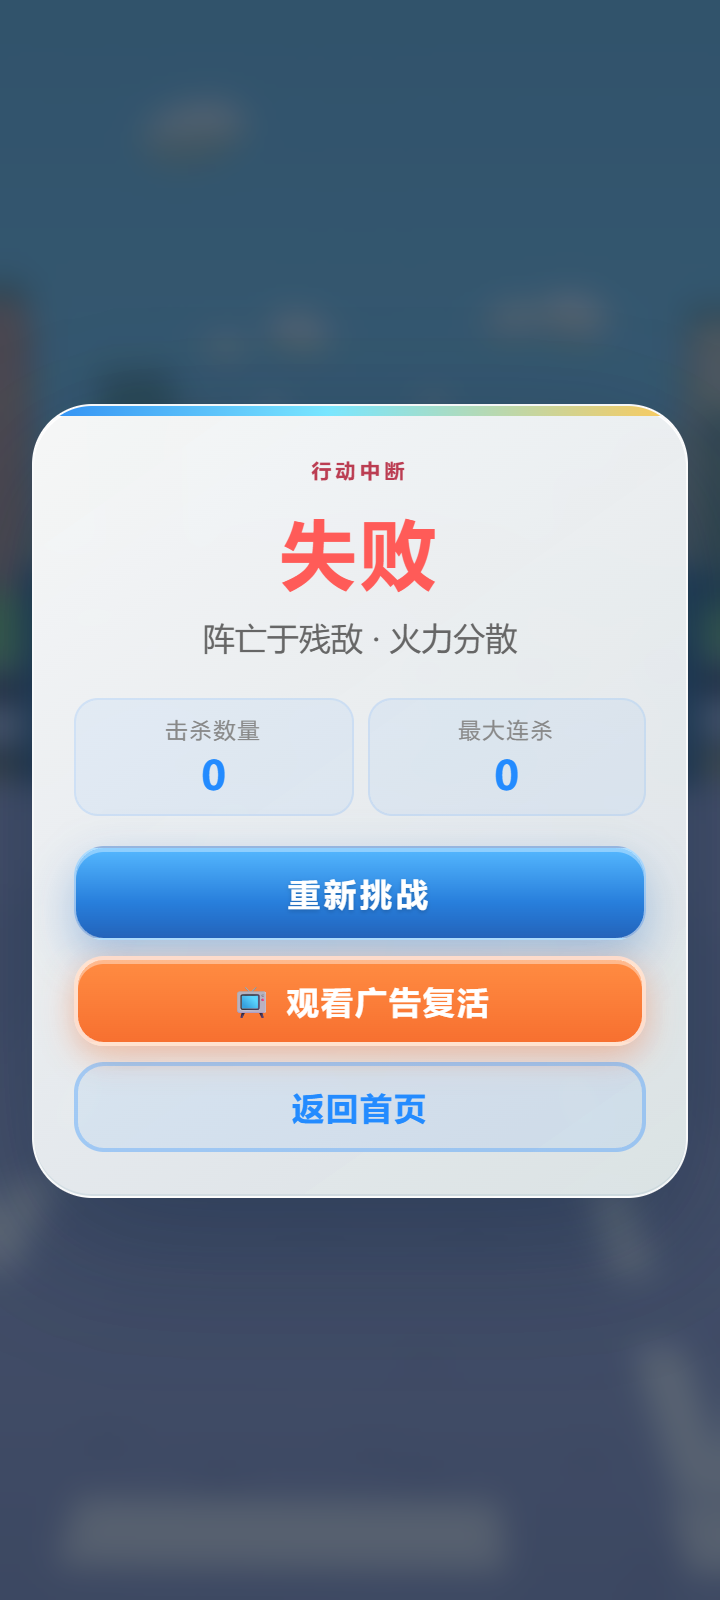 行动中断
失败
阵亡于残敌 · 火力分散
击杀数量
0
最大连杀
0
重新挑战
观看广告复活
返回首页